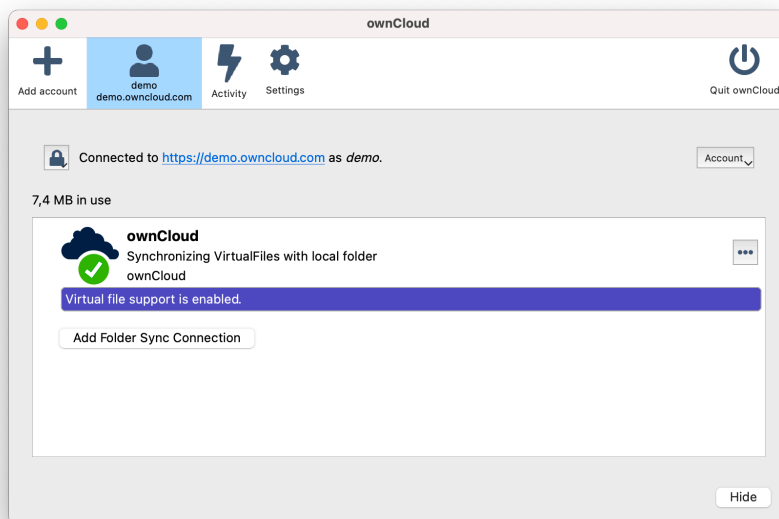 ownCloud
Add account
demo
demo.owncloud.com
Activity
Settings
Quit ownCloud
Connected to https://demo.owncloud.com as demo.
Account
7,4 MB in use
ownCloud
Synchronizing VirtualFiles with local folder
ownCloud
Virtual file support is enabled.
Add Folder Sync Connection
Hide